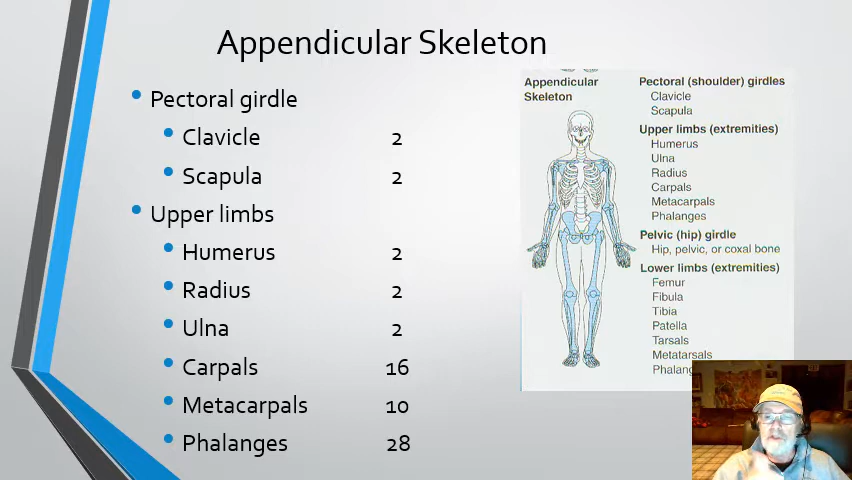 Appendicular Skeleton
Pectoral girdle
Clavicle 2
Scapula 2
Upper limbs
Humerus 2
Radius 2
Ulna 2
Carpals 16
Metacarpals 10
Phalanges 28
Appendicular
Skeleton
Pectoral (shoulder) girdles
Clavicle
Scapula
Upper limbs (extremities)
Humerus
Ulna
Radius
Carpals
Metacarpals
Phalanges
Pelvic (hip) girdle
Hip, pelvic, or coxal bone
Lower limbs (extremities)
Femur
Fibula
Tibia
Patella
Tarsals
Metatarsals